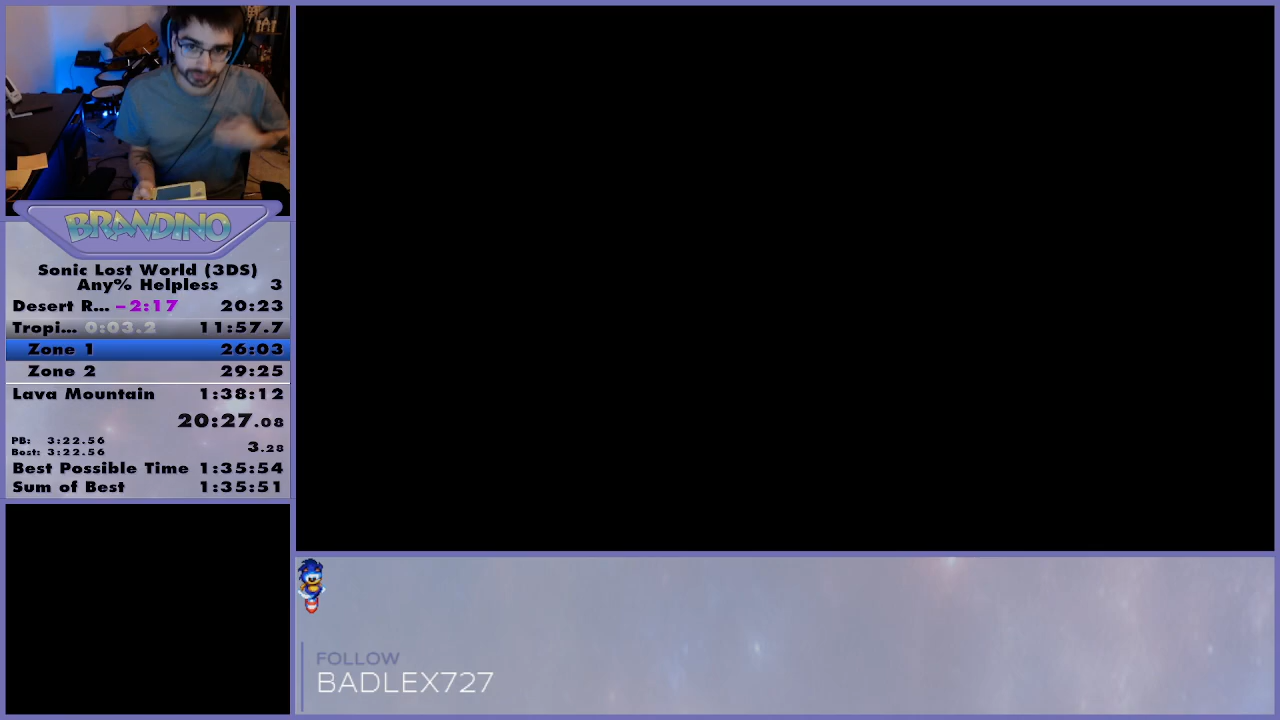 BRANDINO
Sonic Lost World (3DS)
Any% Helpless 3
Desert R... -2:17 20:23
Tropi... 0:03.2 11:57.7
Zone 1 26:03
Zone 2 29:25
Lava Mountain 1:38:12
20:27.08
PB: 3:22.56
Best: 3:22.56 3.28
Best Possible Time 1:35:54
Sum of Best 1:35:51
FOLLOW
BADLEX727